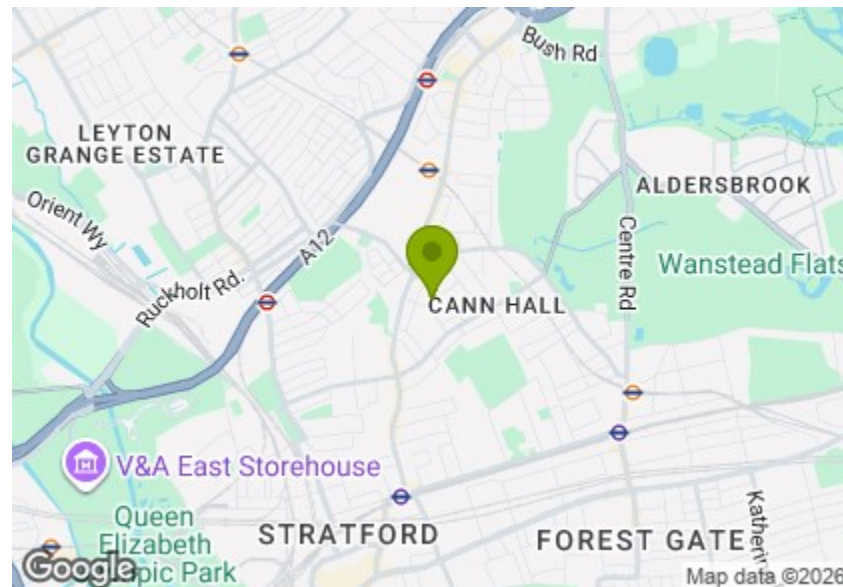 Bush Rd
LEYTON
GRANGE ESTATE
ALDERSBROOK
Orient Wy
A12
Centre Rd
Wanstead Flats
Ruckholt Rd.
CANN HALL
V&A East Storehouse
Queen
Elizabeth
STRATFORD
FOREST GATE
Google
Map data ©2026